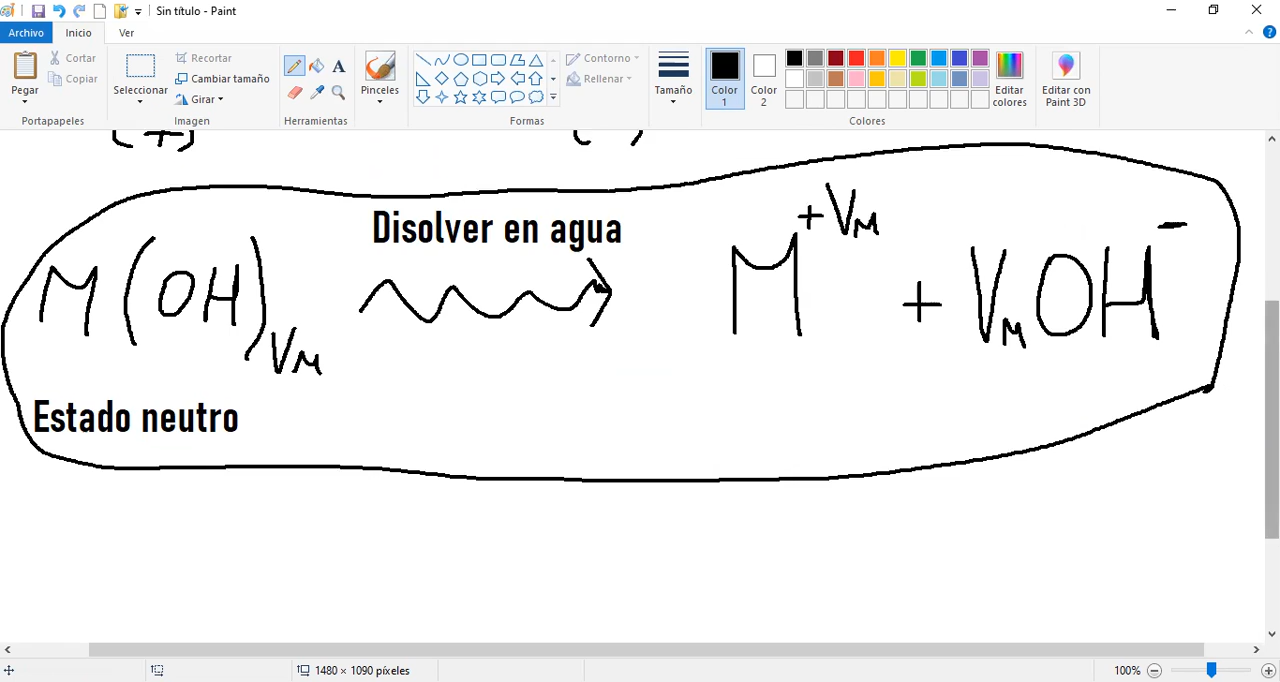 Sin título - Paint
Archivo Inicio Ver
Pegar Cortar Copiar Seleccionar Recortar Cambiar tamaño Girar A Pinceles Contorno Rellenar Tamaño Color 1 Color 2 Editar colores Editar con Paint 3D
Portapapeles Imagen Herramientas Formas Colores
(+) ( )
Disolver en agua
M(OH)VM M+VM + VMOH-
Estado neutro
1480 × 1090 píxeles 100%